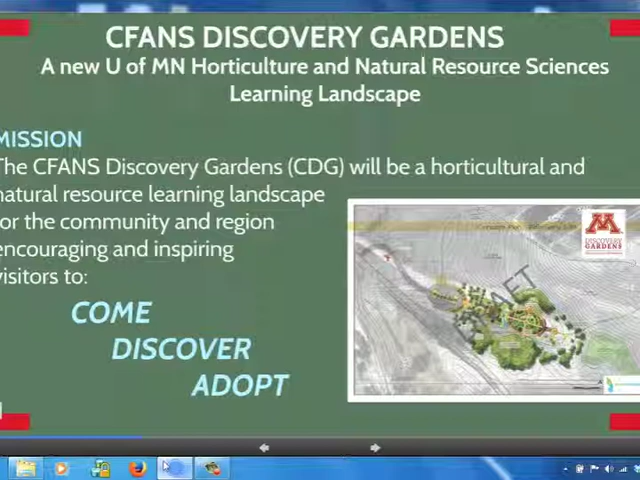 CFANS DISCOVERY GARDENS
A new U of MN Horticulture and Natural Resource Sciences
Learning Landscape
MISSION
The CFANS Discovery Gardens (CDG) will be a horticultural and
natural resource learning landscape
for the community and region
encouraging and inspiring
visitors to:
COME
DISCOVER
ADOPT
M
DISCOVERY
GARDENS